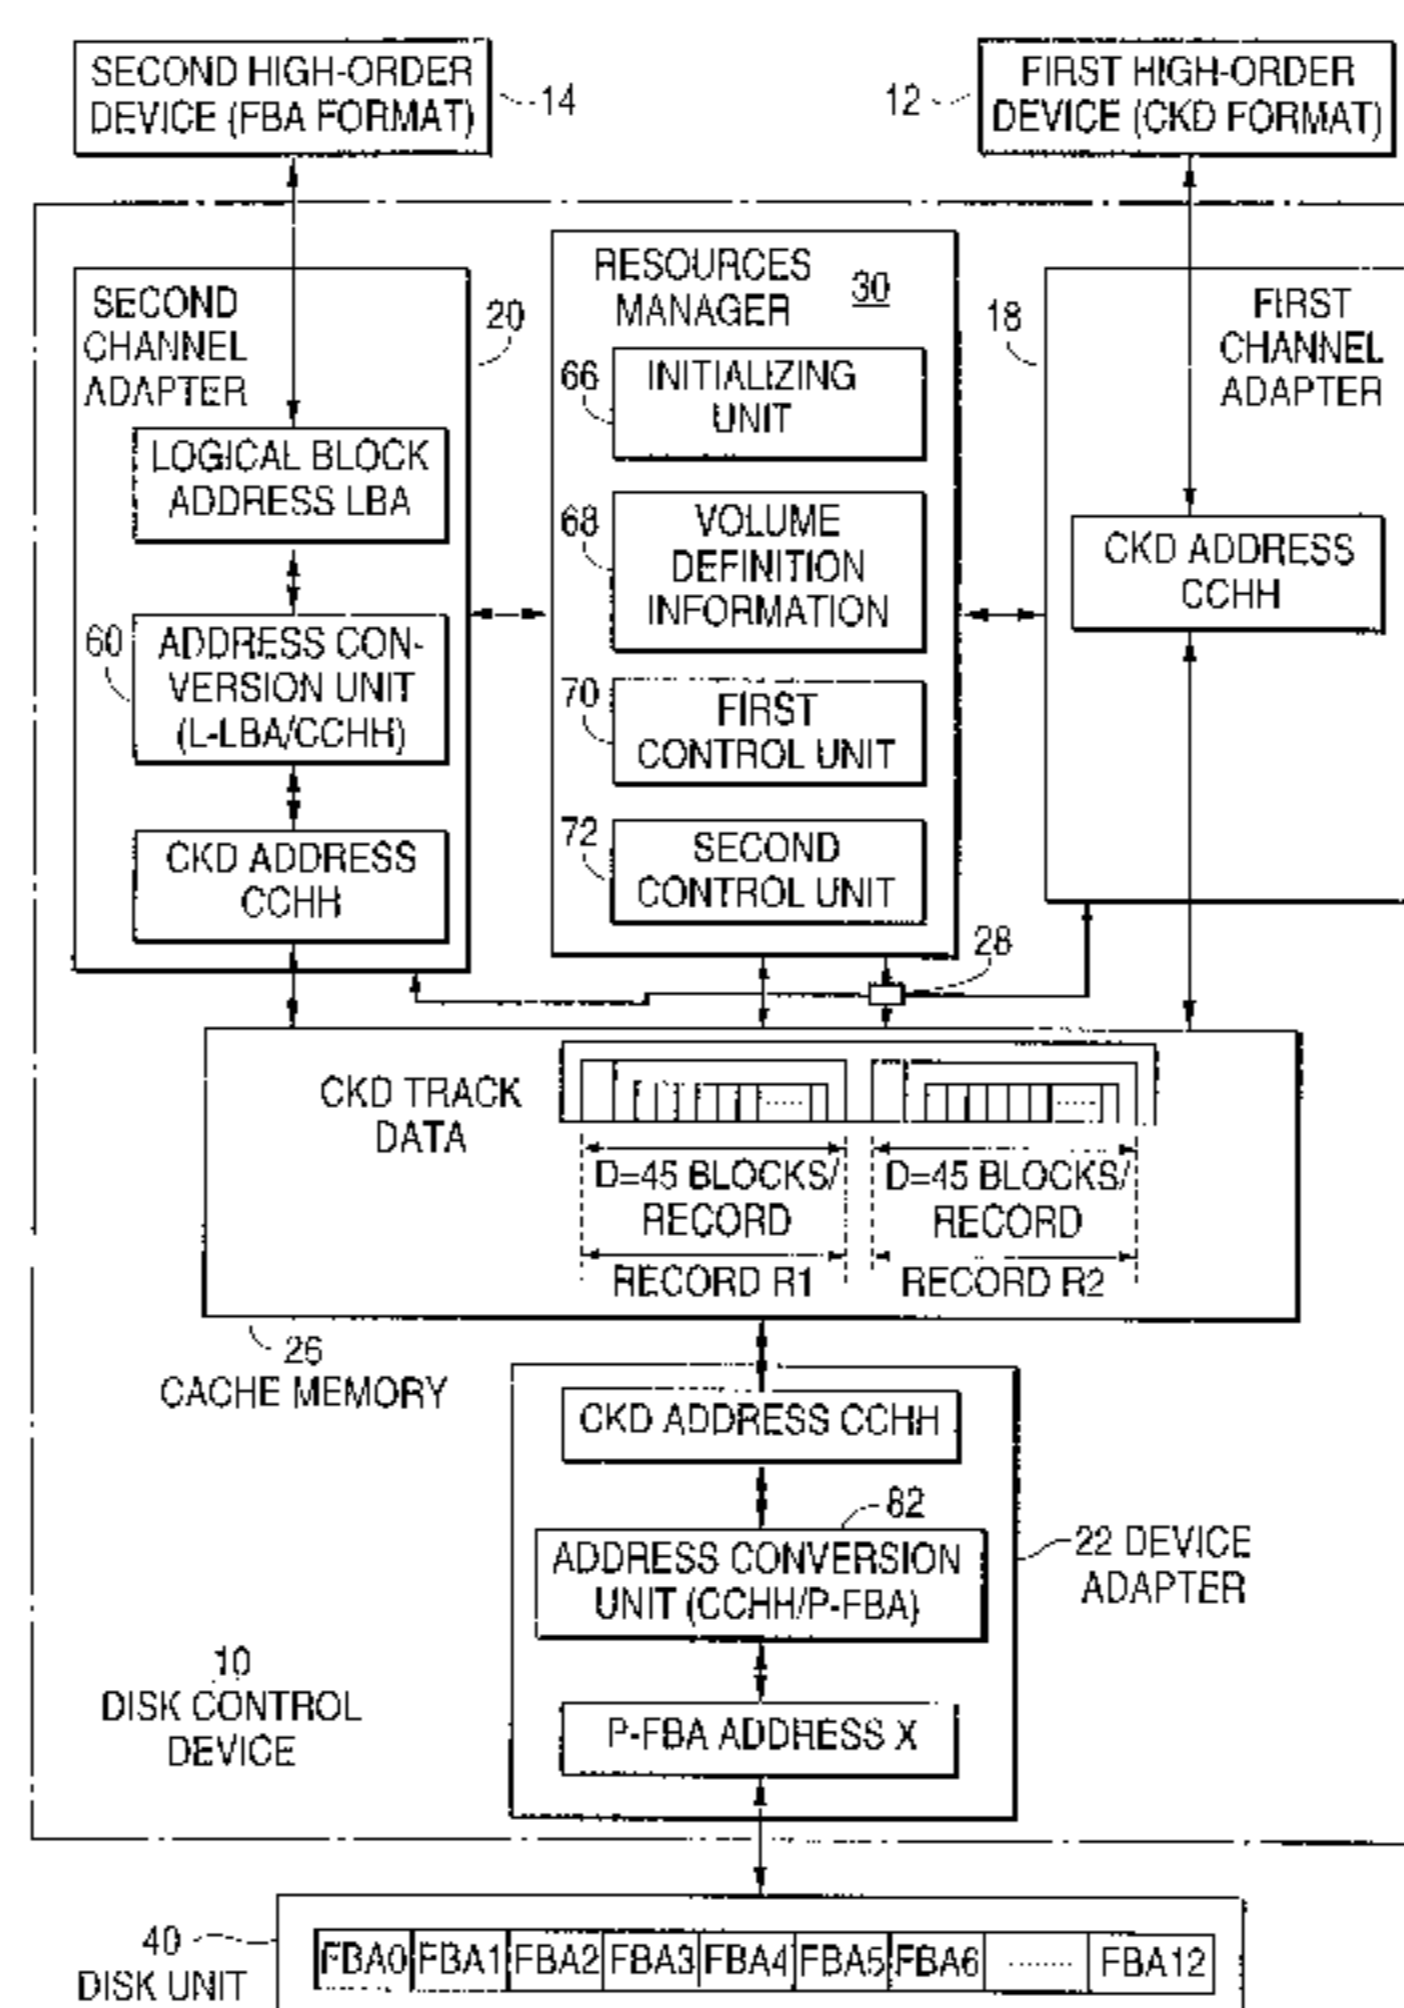 SECOND HIGH-ORDER
DEVICE (FBA FORMAT)
14
12
FIRST HIGH-ORDER
DEVICE (CKD FORMAT)
SECOND
CHANNEL
ADAPTER
20
LOGICAL BLOCK
ADDRESS LBA
60
ADDRESS CON-
VERSION UNIT
(L-LBA/CCHH)
CKD ADDRESS
CCHH
RESOURCES
MANAGER
30
66
INITIALIZING
UNIT
68
VOLUME
DEFINITION
INFORMATION
70
FIRST
CONTROL UNIT
72
SECOND
CONTROL UNIT
28
18
FIRST
CHANNEL
ADAPTER
CKD ADDRESS
CCHH
CKD TRACK
DATA
D=45 BLOCKS/
RECORD
RECORD R1
D=45 BLOCKS/
RECORD
RECORD R2
26
CACHE MEMORY
CKD ADDRESS CCHH
82
ADDRESS CONVERSION
UNIT (CCHH/P-FBA)
22 DEVICE
ADAPTER
P-FBA ADDRESS X
10
DISK CONTROL
DEVICE
40
DISK UNIT
FBA0 FBA1 FBA2 FBA3 FBA4 FBA5 FBA6 ...... FBA12